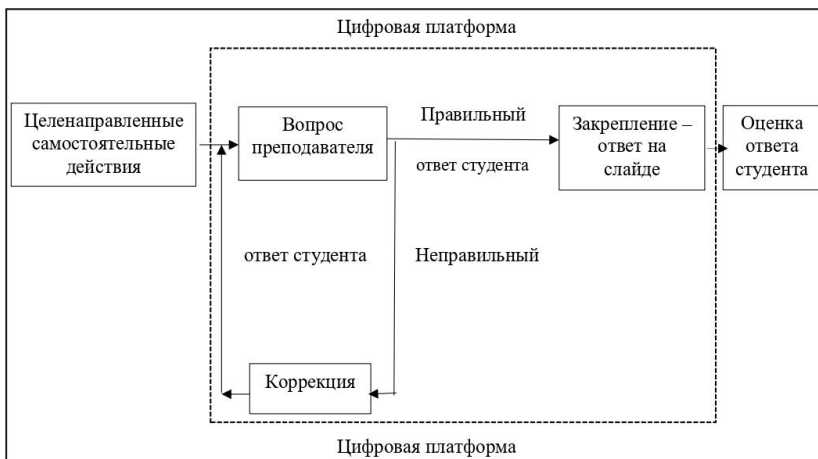 Цифровая платформа
Целенаправленные
самостоятельные
действия
Вопрос
преподавателя
Правильный
ответ студента
Закрепление –
ответ на
слайде
Оценка
ответа
студента
ответ студента
Неправильный
Коррекция
Цифровая платформа